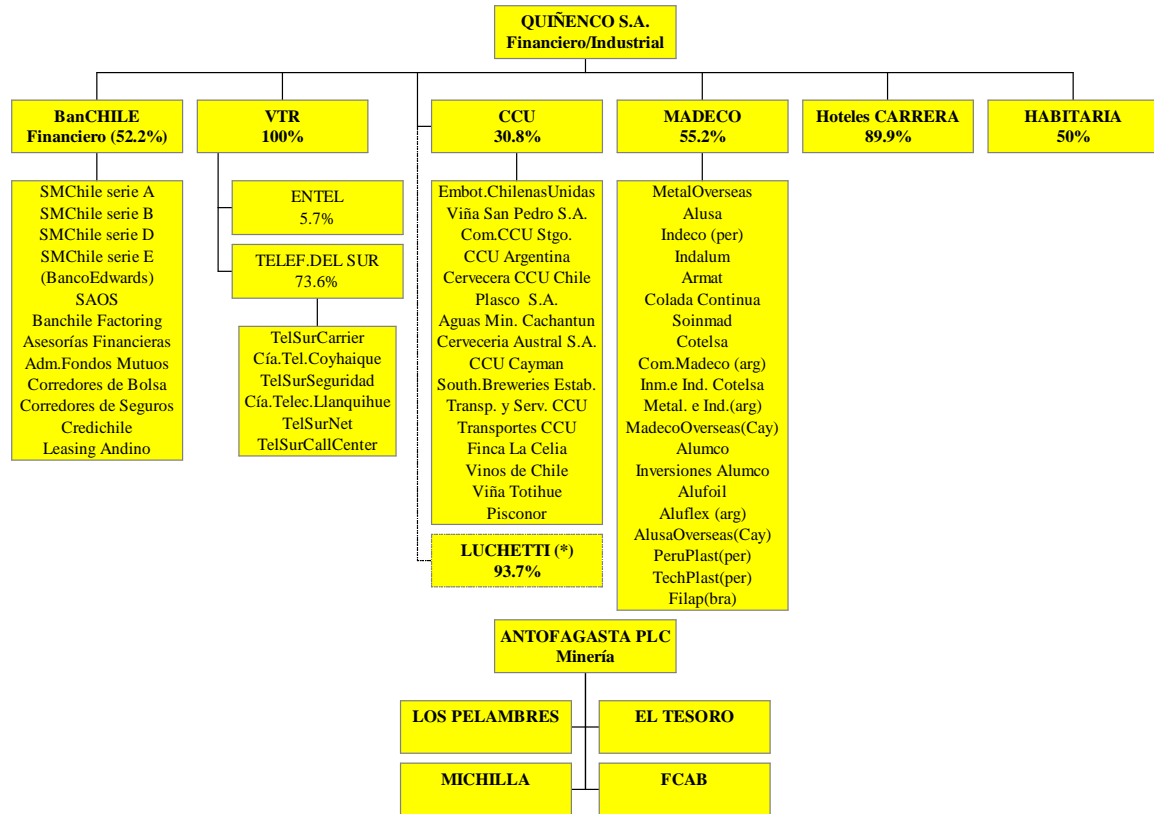 QUIÑENCO S.A.
Financiero/Industrial
BanCHILE
Financiero (52.2%)
VTR
100%
CCU
30.8%
MADECO
55.2%
Hoteles CARRERA
89.9%
HABITARIA
50%
SMChile serie A
SMChile serie B
SMChile serie D
SMChile serie E
(BancoEdwards)
SAOS
Banchile Factoring
Asesorías Financieras
Adm.Fondos Mutuos
Corredores de Bolsa
Corredores de Seguros
Credichile
Leasing Andino
ENTEL
5.7%
TELEF.DEL SUR
73.6%
TelSurCarrier
Cía.Tel.Coyhaique
TelSurSeguridad
Cía.Telec.Llanquihue
TelSurNet
TelSurCallCenter
Embot.ChilenasUnidas
Viña San Pedro S.A.
Com.CCU Stgo.
CCU Argentina
Cervecera CCU Chile
Plasco S.A.
Aguas Min. Cachantun
Cerveceria Austral S.A.
CCU Cayman
South.Breweries Estab.
Transp. y Serv. CCU
Transportes CCU
Finca La Celia
Vinos de Chile
Viña Totihue
Pisconor
LUCHETTI (*)
93.7%
MetalOverseas
Alusa
Indeco (per)
Indalum
Armat
Colada Continua
Soinmad
Cotelsa
Com.Madeco (arg)
Inm.e Ind. Cotelsa
Metal. e Ind.(arg)
MadecoOverseas(Cay)
Alumco
Inversiones Alumco
Alufoil
Aluflex (arg)
AlusaOverseas(Cay)
PeruPlast(per)
TechPlast(per)
Filap(bra)
ANTOFAGASTA PLC
Minería
LOS PELAMBRES
EL TESORO
MICHILLA
FCAB